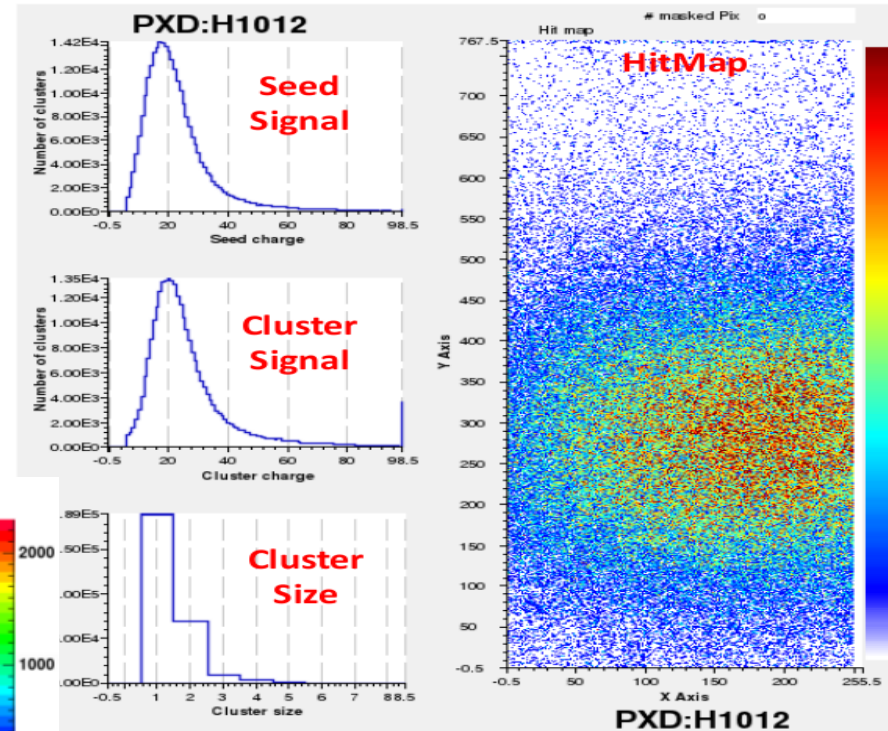 PXD:H1012
1.42E4
1.20E4
1.00E4
8.00E3
6.00E3
4.00E3
2.00E3
0.00E0
Number of clusters
Seed
Signal
-0.5 20 40 60 80 98.5
Seed charge
1.35E4
1.20E4
1.00E4
8.00E3
6.00E3
4.00E3
2.00E3
0.00E0
Number of clusters
Cluster
Signal
-0.5 20 40 60 80 98.5
Cluster charge
.89E5
.50E5
.00E5
.00E4
.00E0
Cluster
Size
-0.5 1 2 3 4 5 6 7 88.5
Cluster size
2000
1000
# masked Pix 0
Hit map
HitMap
767.5
700
650
600
550
500
450
400
350
300
250
200
150
100
50
-0.5
Y Axis
-0.5 50 100 150 200 255.5
X Axis
PXD:H1012